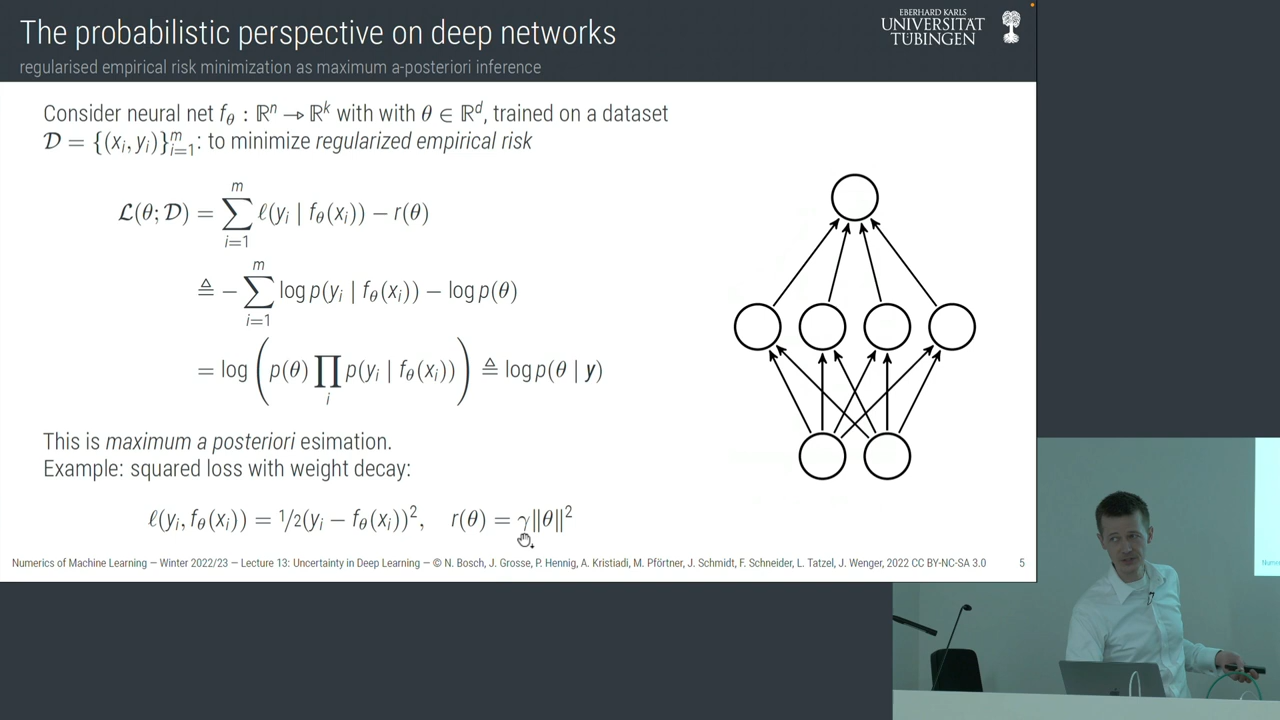 The probabilistic perspective on deep networks
regularised empirical risk minimization as maximum a-posteriori inference
EBERHARD KARLS
UNIVERSITÄT
TÜBINGEN
Consider neural net f_θ : ℝⁿ → ℝᵏ with with θ ∈ ℝᵈ, trained on a dataset
𝒟 = {(x_i, y_i)}_{i=1}^m: to minimize regularized empirical risk
ℒ(θ; 𝒟) = ∑_{i=1}^m ℓ(y_i | f_θ(x_i)) − r(θ)
≜ − ∑_{i=1}^m log p(y_i | f_θ(x_i)) − log p(θ)
= log ( p(θ) ∏_i p(y_i | f_θ(x_i)) ) ≜ log p(θ | y)
This is maximum a posteriori esimation.
Example: squared loss with weight decay:
ℓ(y_i, f_θ(x_i)) = 1/2(y_i − f_θ(x_i))², r(θ) = γ‖θ‖²
Numerics of Machine Learning — Winter 2022/23 — Lecture 13: Uncertainty in Deep Learning — © N. Bosch, J. Grosse, P. Hennig, A. Kristiadi, M. Pförtner, J. Schmidt, F. Schneider, L. Tatzel, J. Wenger, 2022 CC BY-NC-SA 3.0 5